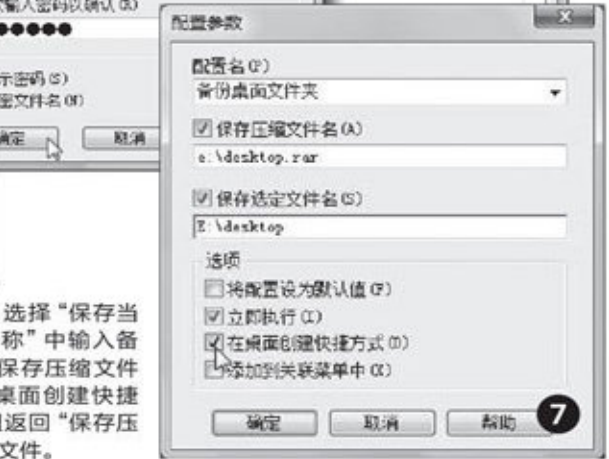 次输入密码以确认(R)
●●●●●●
示密码(S)
密文件名(N)
确定
取消
选择“保存当
称”中输入备
保存压缩文件
桌面创建快捷
返回“保存压
文件。
配置参数
配置名(P)
备份桌面文件夹
保存压缩文件名(A)
e:\desktop.rar
保存选定文件名(S)
E:\desktop
选项
将配置设为默认值(F)
立即执行(I)
在桌面创建快捷方式(D)
添加到关联菜单中(X)
确定 取消 帮助
7